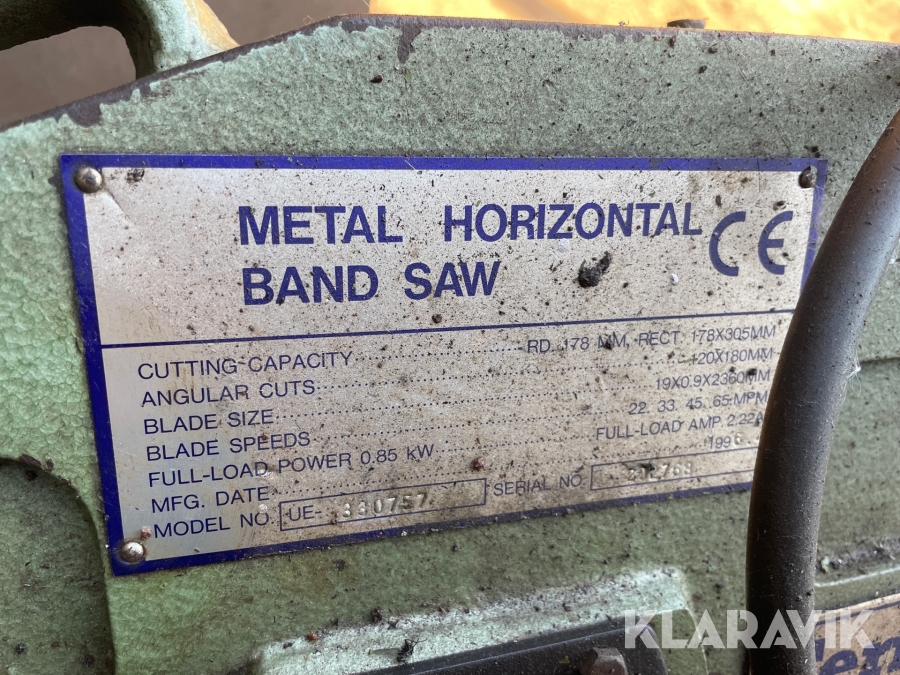 METAL HORIZONTAL
BAND SAW
CE
CUTTING-CAPACITY RD. 178 MM, RECT. 178X305MM
ANGULAR CUTS 120X180MM
BLADE SIZE 19X0.9X2360MM
BLADE SPEEDS 22. 33. 45. 65.MPM
FULL-LOAD POWER 0.85 KW FULL-LOAD AMP 2.22A
MFG. DATE 1996.
MODEL NO. UE- 330757 SERIAL NO.
KLARAVIK